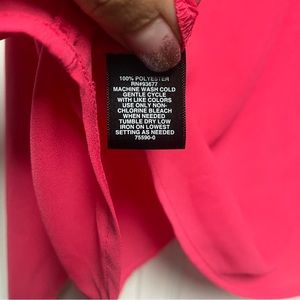 100% POLYESTER
RN#93677
MACHINE WASH COLD
GENTLE CYCLE
WITH LIKE COLORS
USE ONLY NON-
CHLORINE BLEACH
WHEN NEEDED
TUMBLE DRY LOW
IRON ON LOWEST
SETTING AS NEEDED
75590-0